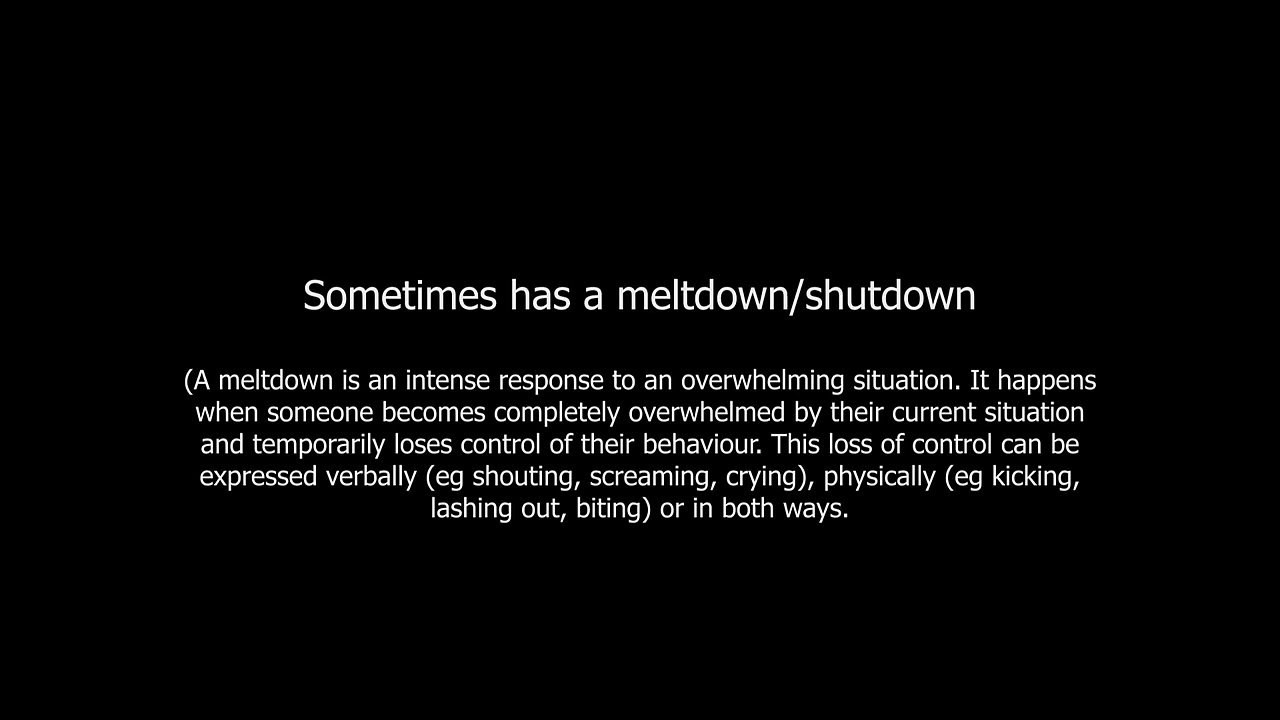 Sometimes has a meltdown/shutdown
(A meltdown is an intense response to an overwhelming situation. It happens
when someone becomes completely overwhelmed by their current situation
and temporarily loses control of their behaviour. This loss of control can be
expressed verbally (eg shouting, screaming, crying), physically (eg kicking,
lashing out, biting) or in both ways.